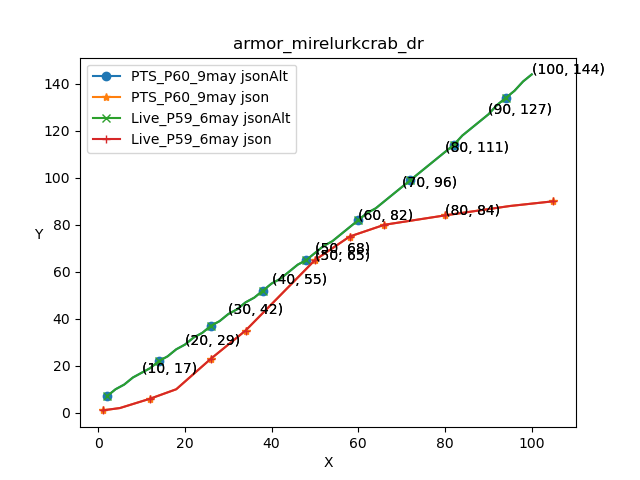 armor_mirelurkcrab_dr
PTS_P60_9may jsonAlt
PTS_P60_9may json
Live_P59_6may jsonAlt
Live_P59_6may json
(100, 144)
(90, 127)
(80, 111)
(70, 96)
(60, 82)
(80, 84)
(50, 68)
(50, 65)
(40, 55)
(30, 42)
(20, 29)
(10, 17)
Y
140
120
100
80
60
40
20
0
0 20 40 60 80 100
X